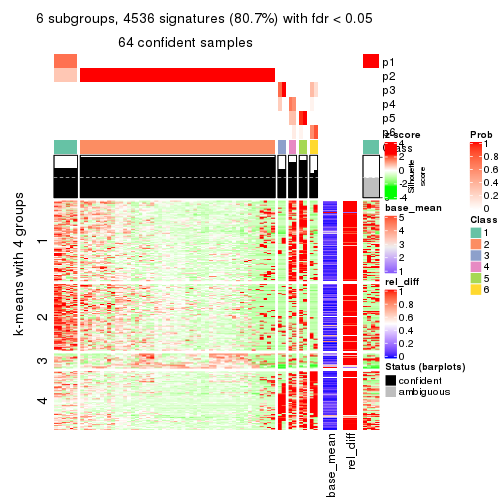 6 subgroups, 4536 signatures (80.7%) with fdr < 0.05
64 confident samples
p1
p2
p3
p4
p5
p6
Class
Silhouette
score
k-means with 4 groups
1
2
3
4
base_mean
rel_diff
z-score
4
2
0
-2
-4
base_mean
5
4
3
2
1
rel_diff
1
0.8
0.6
0.4
0.2
0
Status (barplots)
confident
ambiguous
Prob
1
0.8
0.6
0.4
0.2
0
Class
1
2
3
4
5
6